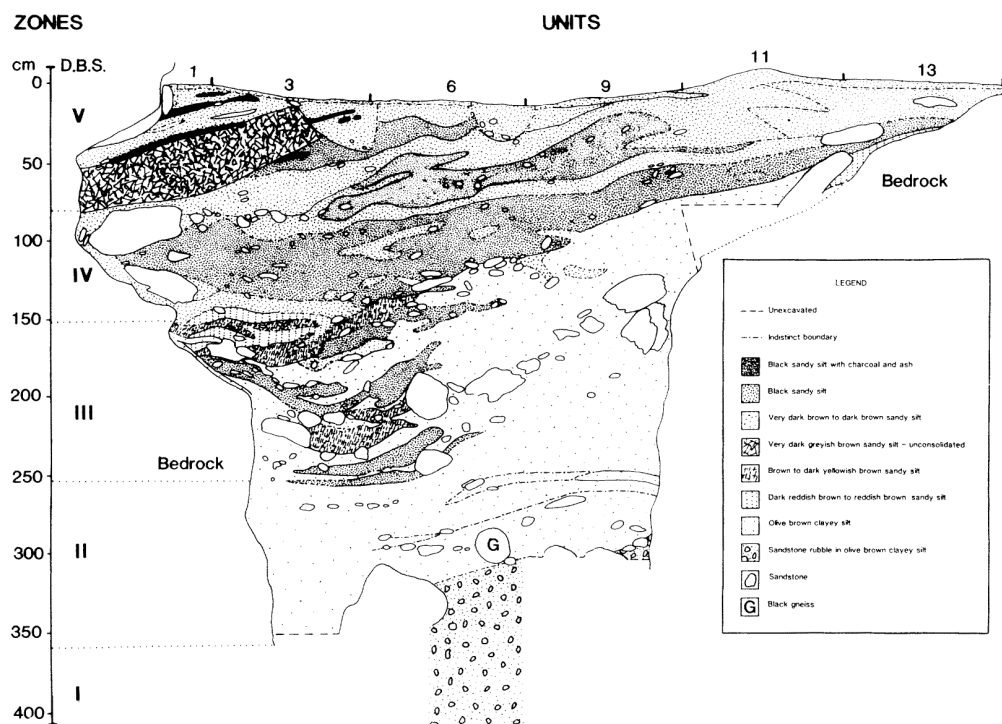 ZONES UNITS
cm D.B.S. 1 3 6 9 11 13
0
V
50
Bedrock
100
IV
150
200
III
Bedrock
250
300
II
G
350
I
400
LEGEND
Unexcavated
Indistinct boundary
Black sandy silt with charcoal and ash
Black sandy silt
Very dark brown to dark brown sandy silt
Very dark greyish brown sandy silt - unconsolidated
Brown to dark yellowish brown sandy silt
Dark reddish brown to reddish brown sandy silt
Olive brown clayey silt
Sandstone rubble in olive brown clayey silt
Sandstone
G Black gneiss